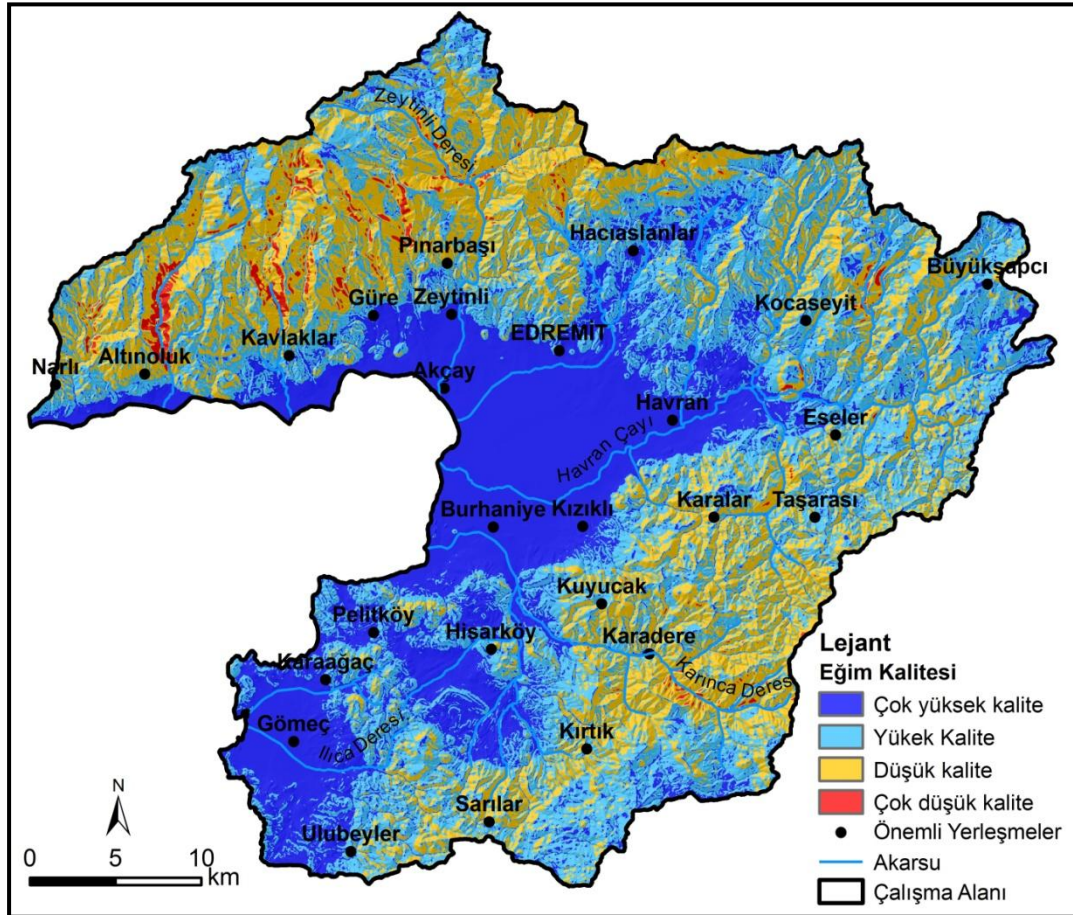 Zeytinli Deresi
Hacıaslanlar
Pınarbaşı
Büyükşapcı
Güre
Zeytinli
Kocaseyit
EDREMİT
Kavlaklar
Narlı
Altınoluk
Akçay
Havran
Eseler
Havran Çayı
Karalar
Taşarası
Burhaniye
Kızıklı
Kuyucak
Pelitköy
Hisarköy
Karadere
Karaağaç
Karınca Deresi
Gömeç
Ilıca Deresi
Kırtık
Sarılar
Ulubeyler
N
0 5 10
km
Lejant
Eğim Kalitesi
Çok yüksek kalite
Yükek Kalite
Düşük kalite
Çok düşük kalite
Önemli Yerleşmeler
Akarsu
Çalışma Alanı